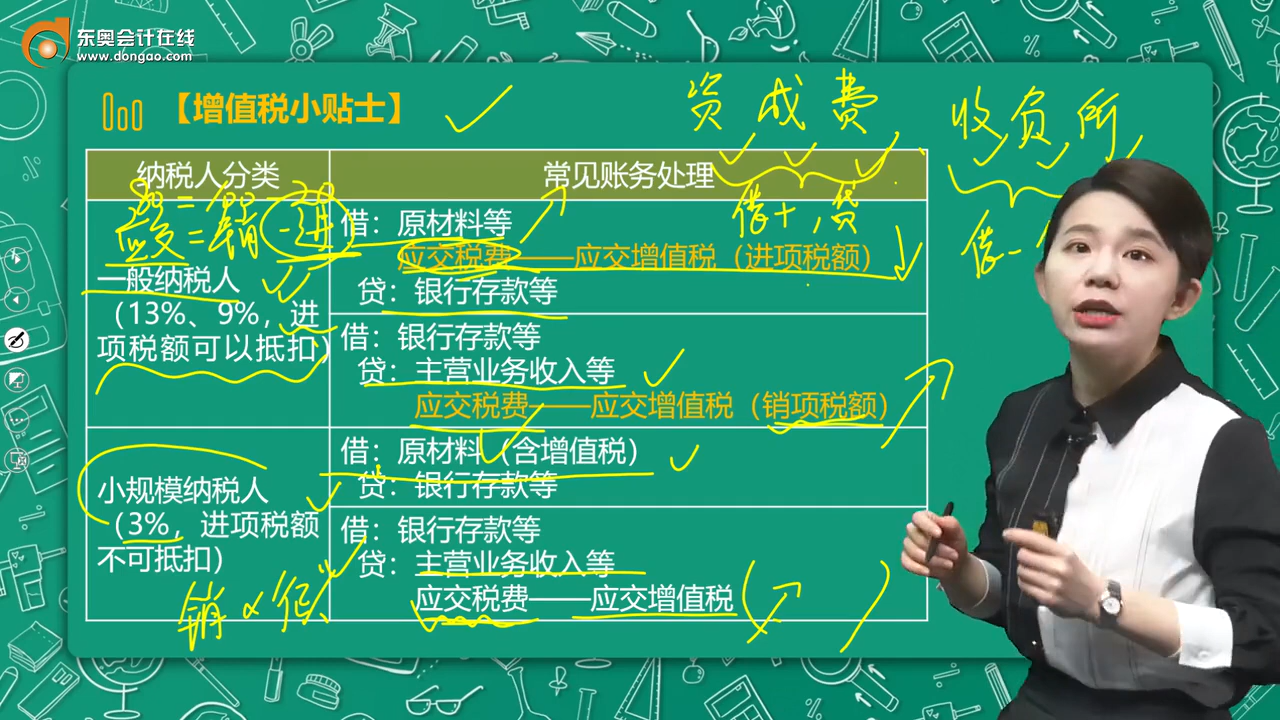 东奥会计在线
www.dongao.com
【增值税小贴士】
资 成 费
收 负 所
纳税人分类
常见账务处理
30 = 100 - 70
应交 = 销 - 进
借：原材料等
应交税费——应交增值税（进项税额）
贷：银行存款等
借+，贷
借-
一般纳税人
（13%、9%，进
项税额可以抵扣）
借：银行存款等
贷：主营业务收入等
应交税费——应交增值税（销项税额）
小规模纳税人
（3%，进项税额
不可抵扣）
借：原材料（含增值税）
贷：银行存款等
借：银行存款等
贷：主营业务收入等
应交税费——应交增值税
销